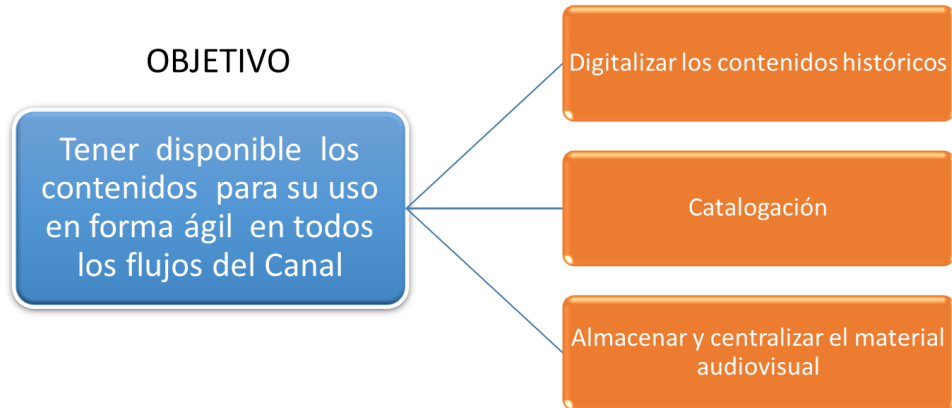 OBJETIVO
Tener disponible los
contenidos para su uso
en forma ágil en todos
los flujos del Canal
Digitalizar los contenidos históricos
Catalogación
Almacenar y centralizar el material
audiovisual